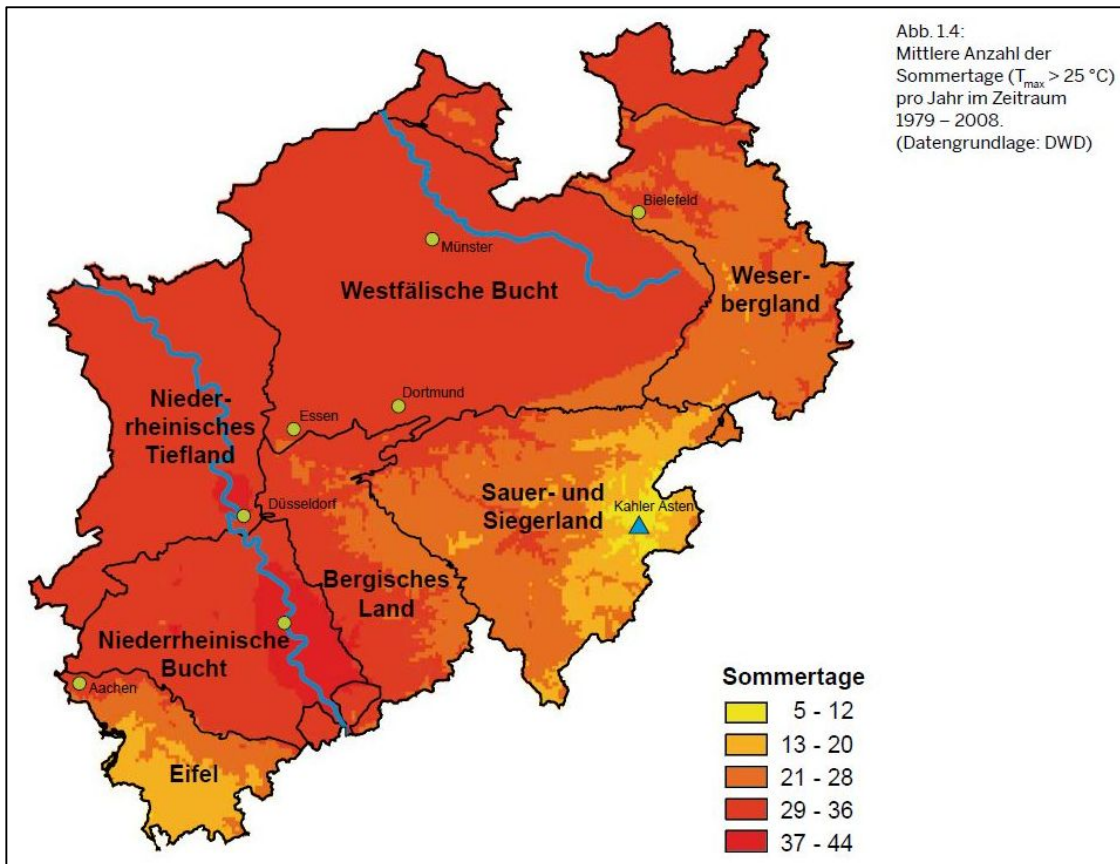 Abb. 1.4:
Mittlere Anzahl der
Sommertage (Tmax > 25 °C)
pro Jahr im Zeitraum
1979 – 2008.
(Datengrundlage: DWD)
Bielefeld
Münster
Weser-
bergland
Westfälische Bucht
Dortmund
Essen
Nieder-
rheinisches
Tiefland
Sauer- und
Siegerland
Kahler Asten
Düsseldorf
Bergisches
Land
Niederrheinische
Bucht
Aachen
Eifel
Sommertage
5 - 12
13 - 20
21 - 28
29 - 36
37 - 44